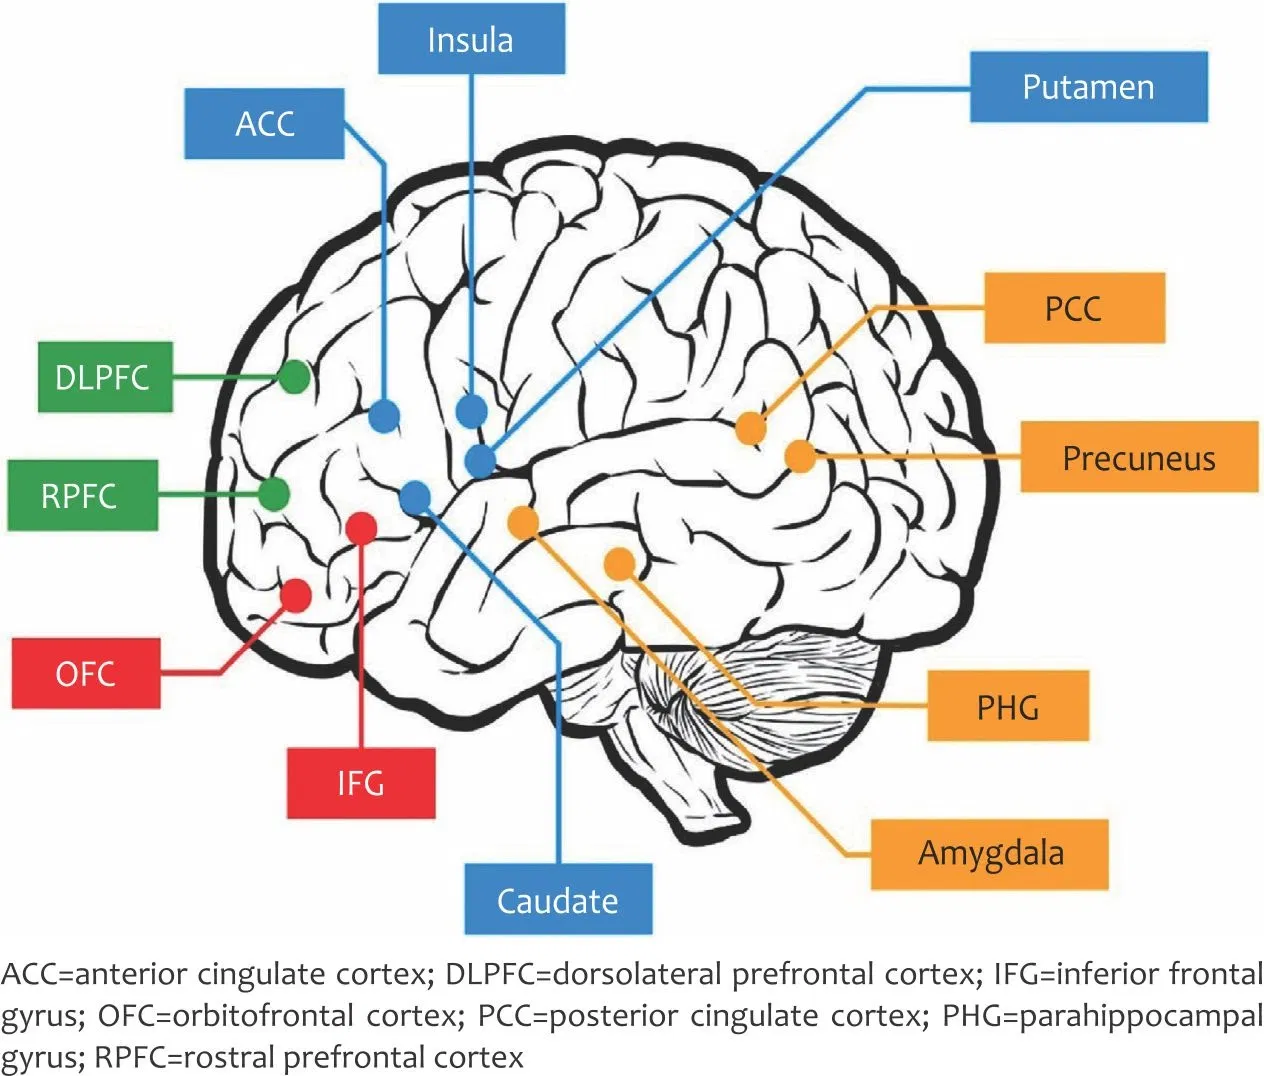 Insula
Putamen
ACC
PCC
DLPFC
Precuneus
RPFC
OFC
PHG
IFG
Amygdala
Caudate
ACC=anterior cingulate cortex; DLPFC=dorsolateral prefrontal cortex; IFG=inferior frontal
gyrus; OFC=orbitofrontal cortex; PCC=posterior cingulate cortex; PHG=parahippocampal
gyrus; RPFC=rostral prefrontal cortex